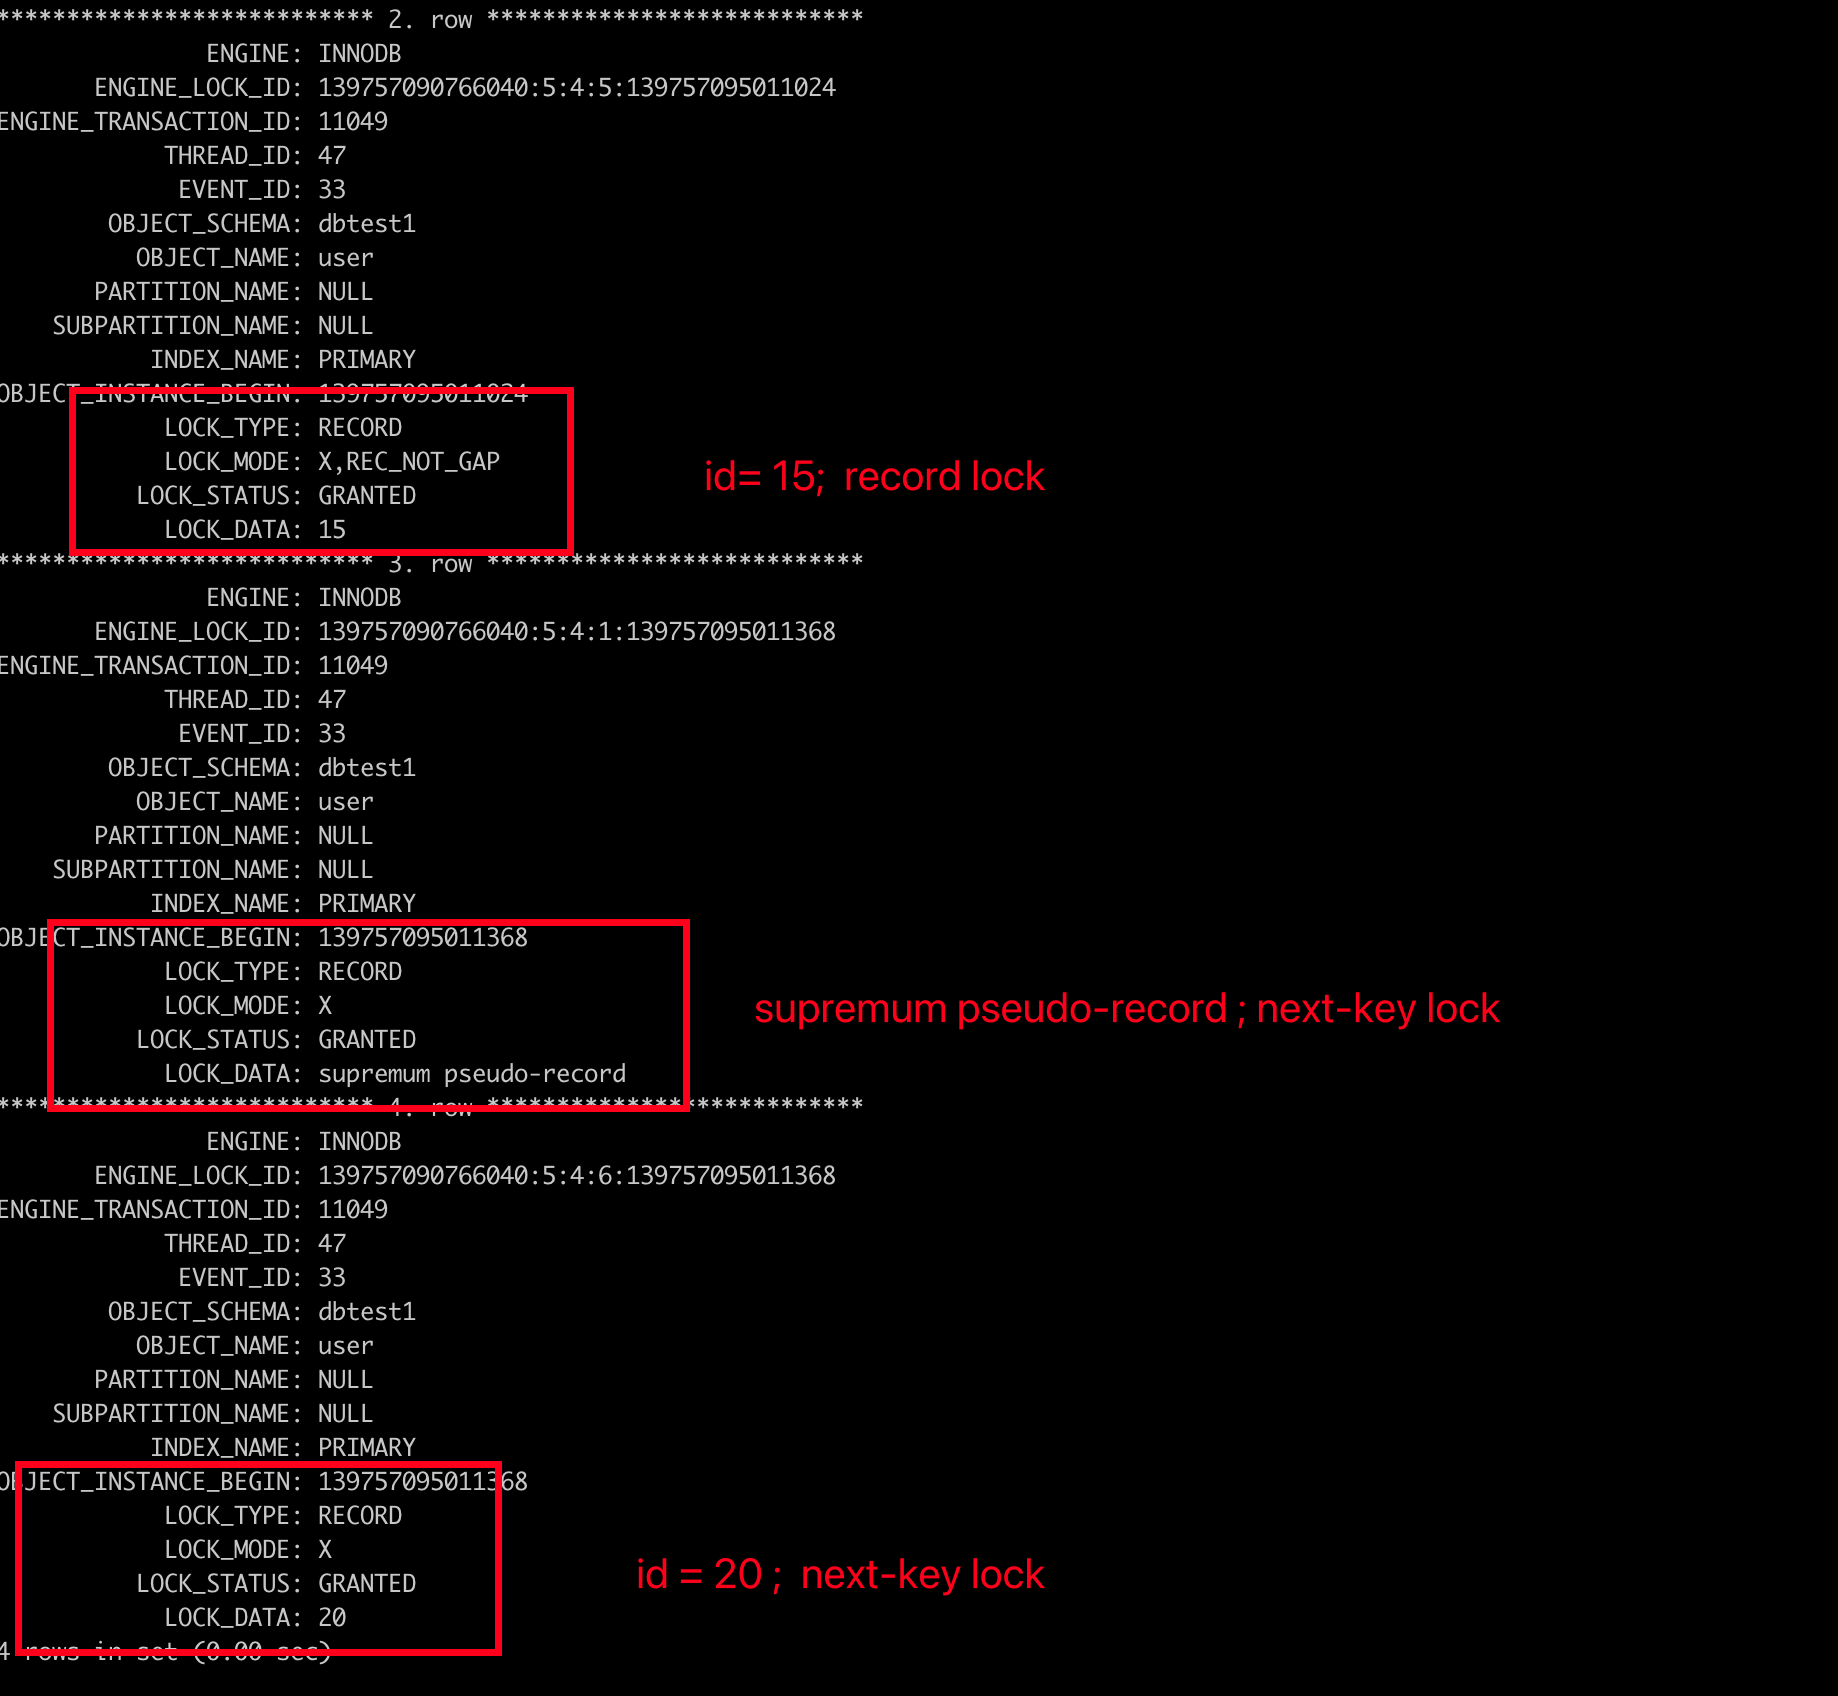 *************************** 2. row ***************************
ENGINE: INNODB
ENGINE_LOCK_ID: 139757090766040:5:4:5:139757095011024
ENGINE_TRANSACTION_ID: 11049
THREAD_ID: 47
EVENT_ID: 33
OBJECT_SCHEMA: dbtest1
OBJECT_NAME: user
PARTITION_NAME: NULL
SUBPARTITION_NAME: NULL
INDEX_NAME: PRIMARY
OBJECT_INSTANCE_BEGIN: 139757095011024
LOCK_TYPE: RECORD
LOCK_MODE: X,REC_NOT_GAP
id= 15; record lock
LOCK_STATUS: GRANTED
LOCK_DATA: 15
*************************** 3. row ***************************
ENGINE: INNODB
ENGINE_LOCK_ID: 139757090766040:5:4:1:139757095011368
ENGINE_TRANSACTION_ID: 11049
THREAD_ID: 47
EVENT_ID: 33
OBJECT_SCHEMA: dbtest1
OBJECT_NAME: user
PARTITION_NAME: NULL
SUBPARTITION_NAME: NULL
INDEX_NAME: PRIMARY
OBJECT_INSTANCE_BEGIN: 139757095011368
LOCK_TYPE: RECORD
LOCK_MODE: X
supremum pseudo-record ; next-key lock
LOCK_STATUS: GRANTED
LOCK_DATA: supremum pseudo-record
*************************** 4. row ***************************
ENGINE: INNODB
ENGINE_LOCK_ID: 139757090766040:5:4:6:139757095011368
ENGINE_TRANSACTION_ID: 11049
THREAD_ID: 47
EVENT_ID: 33
OBJECT_SCHEMA: dbtest1
OBJECT_NAME: user
PARTITION_NAME: NULL
SUBPARTITION_NAME: NULL
INDEX_NAME: PRIMARY
OBJECT_INSTANCE_BEGIN: 139757095011368
LOCK_TYPE: RECORD
LOCK_MODE: X
id = 20 ; next-key lock
LOCK_STATUS: GRANTED
LOCK_DATA: 20
4 rows in set (0.00 sec)